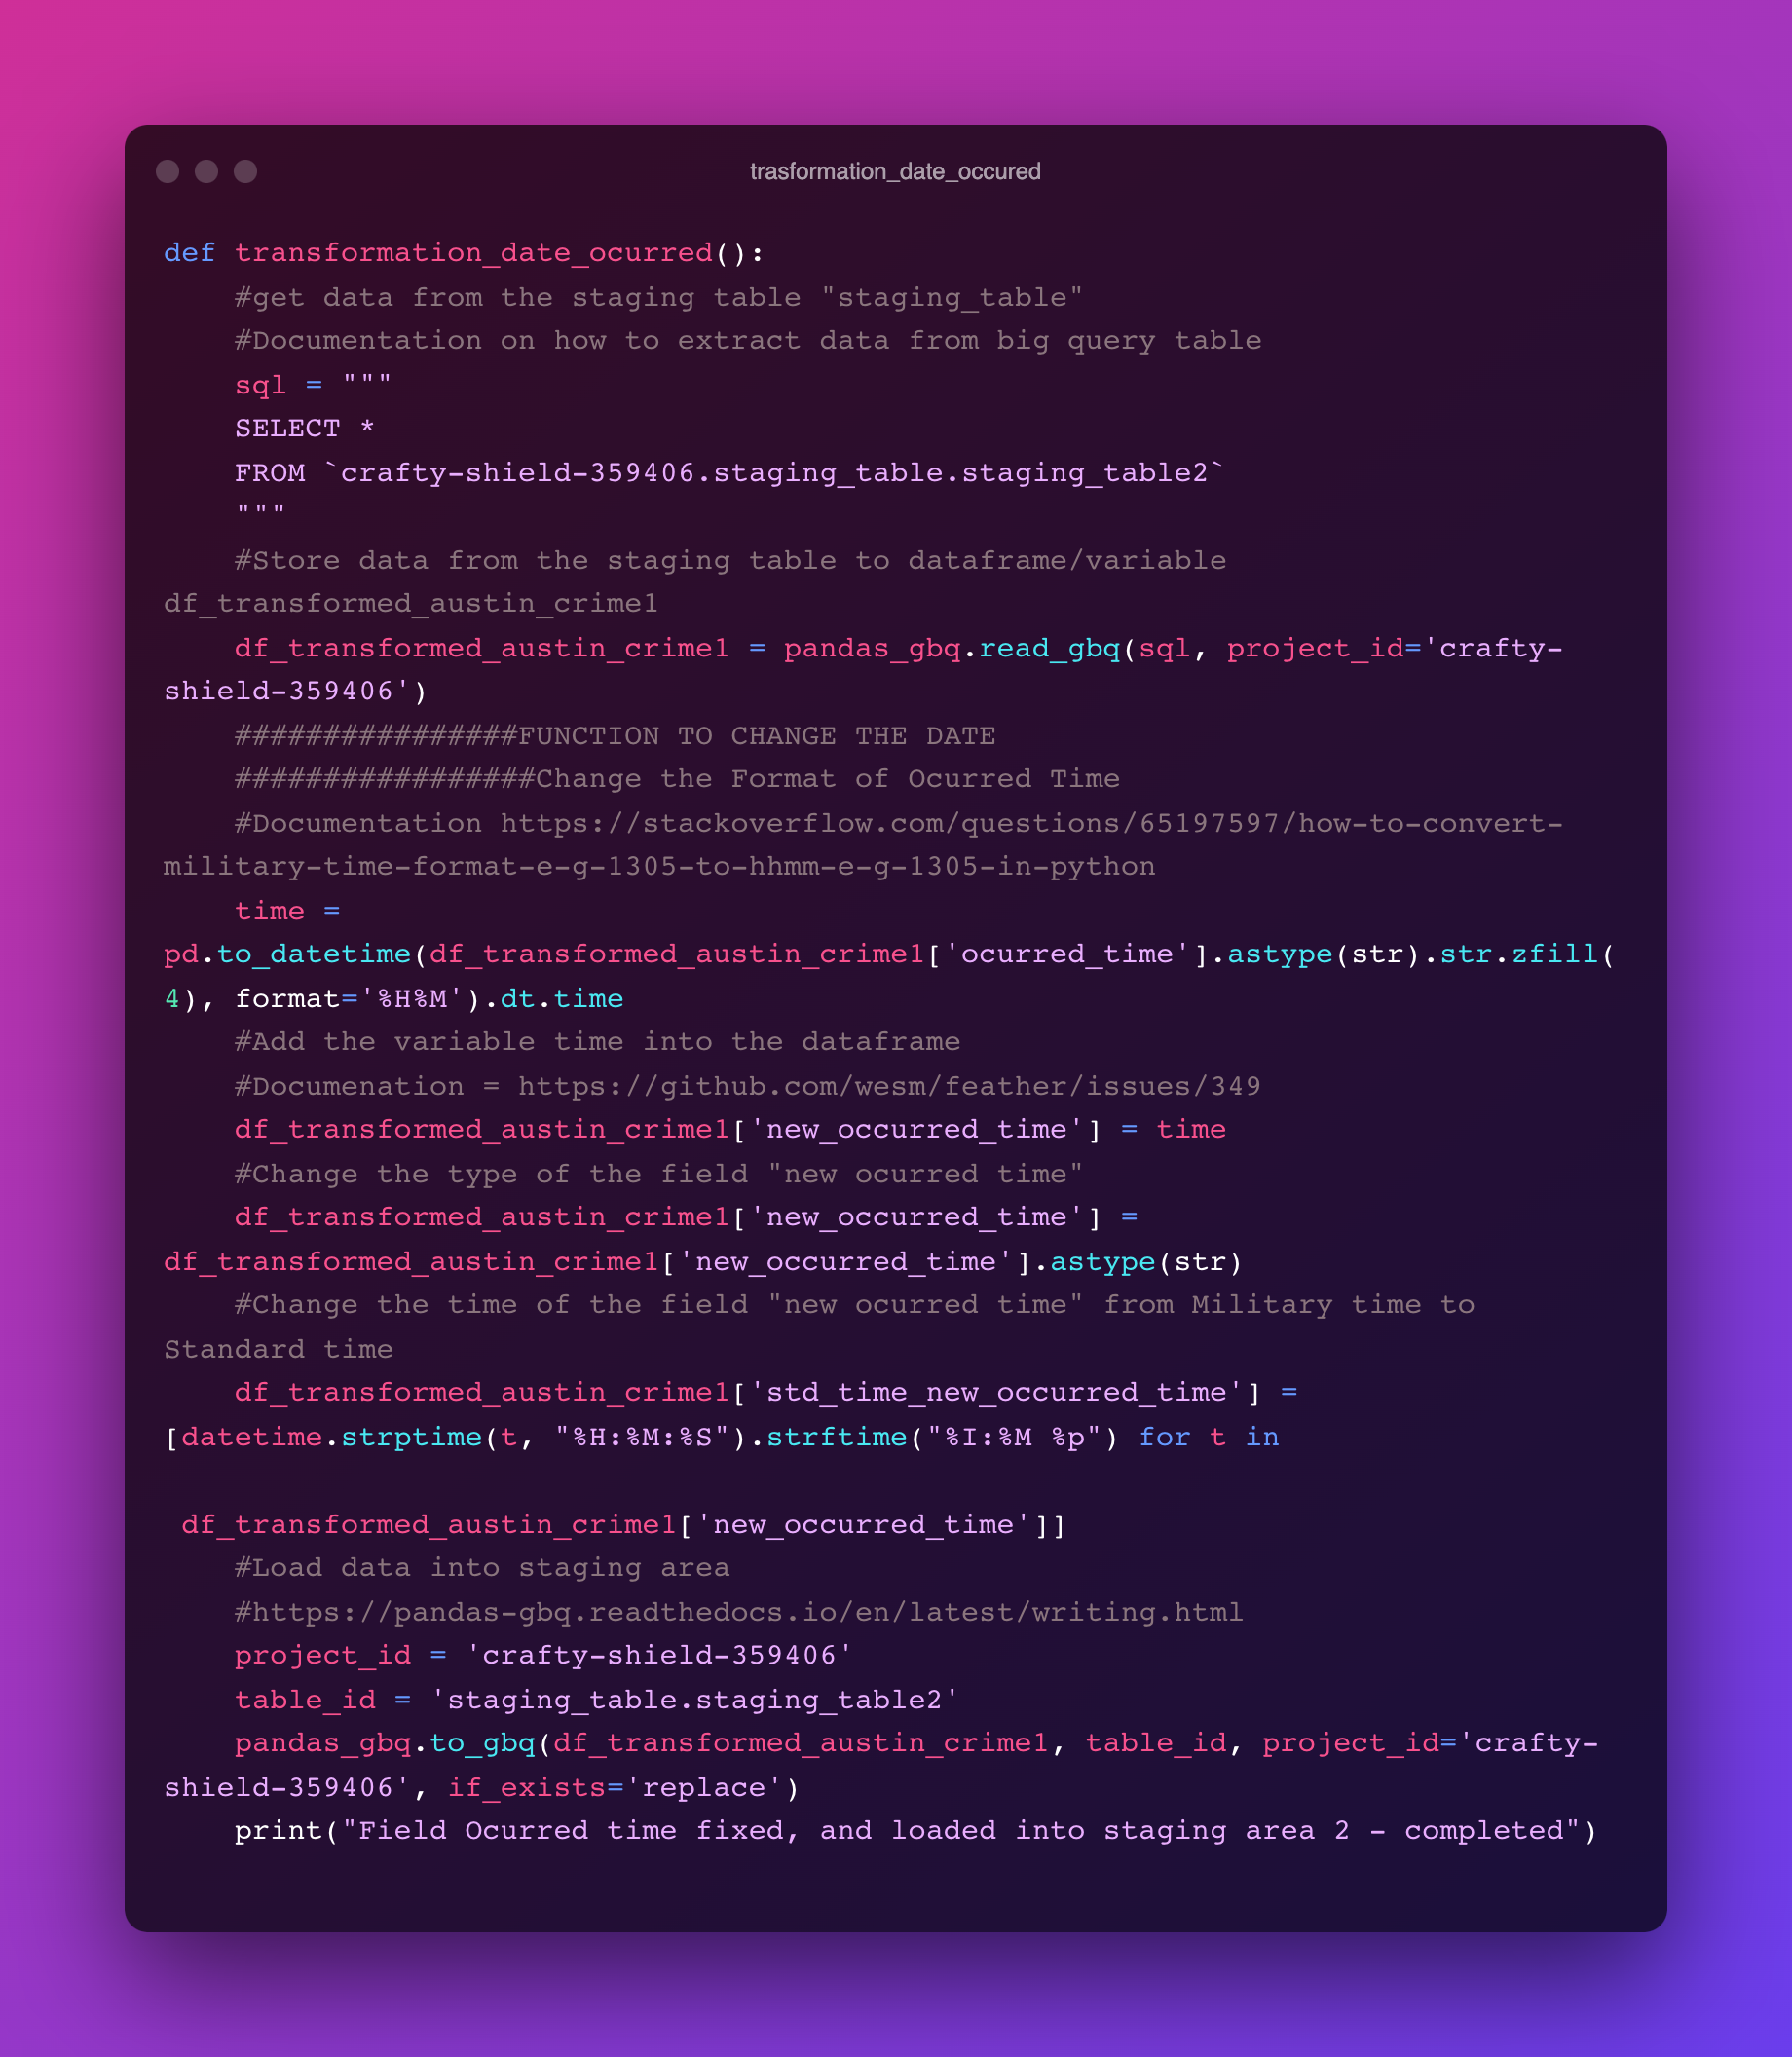 trasformation_date_occured
def transformation_date_ocurred():
    #get data from the staging table "staging_table"
    #Documentation on how to extract data from big query table
    sql = """
    SELECT *
    FROM `crafty-shield-359406.staging_table.staging_table2`
    """
    #Store data from the staging table to dataframe/variable
df_transformed_austin_crime1
    df_transformed_austin_crime1 = pandas_gbq.read_gbq(sql, project_id='crafty-
shield-359406')
    ################FUNCTION TO CHANGE THE DATE
    #################Change the Format of Ocurred Time
    #Documentation https://stackoverflow.com/questions/65197597/how-to-convert-
military-time-format-e-g-1305-to-hhmm-e-g-1305-in-python
    time =
pd.to_datetime(df_transformed_austin_crime1['ocurred_time'].astype(str).str.zfill(
4), format='%H%M').dt.time
    #Add the variable time into the dataframe
    #Documenation = https://github.com/wesm/feather/issues/349
    df_transformed_austin_crime1['new_occurred_time'] = time
    #Change the type of the field "new ocurred time"
    df_transformed_austin_crime1['new_occurred_time'] =
df_transformed_austin_crime1['new_occurred_time'].astype(str)
    #Change the time of the field "new ocurred time" from Military time to
Standard time
    df_transformed_austin_crime1['std_time_new_occurred_time'] =
[datetime.strptime(t, "%H:%M:%S").strftime("%I:%M %p") for t in
 df_transformed_austin_crime1['new_occurred_time']]
    #Load data into staging area
    #https://pandas-gbq.readthedocs.io/en/latest/writing.html
    project_id = 'crafty-shield-359406'
    table_id = 'staging_table.staging_table2'
    pandas_gbq.to_gbq(df_transformed_austin_crime1, table_id, project_id='crafty-
shield-359406', if_exists='replace')
    print("Field Ocurred time fixed, and loaded into staging area 2 - completed")